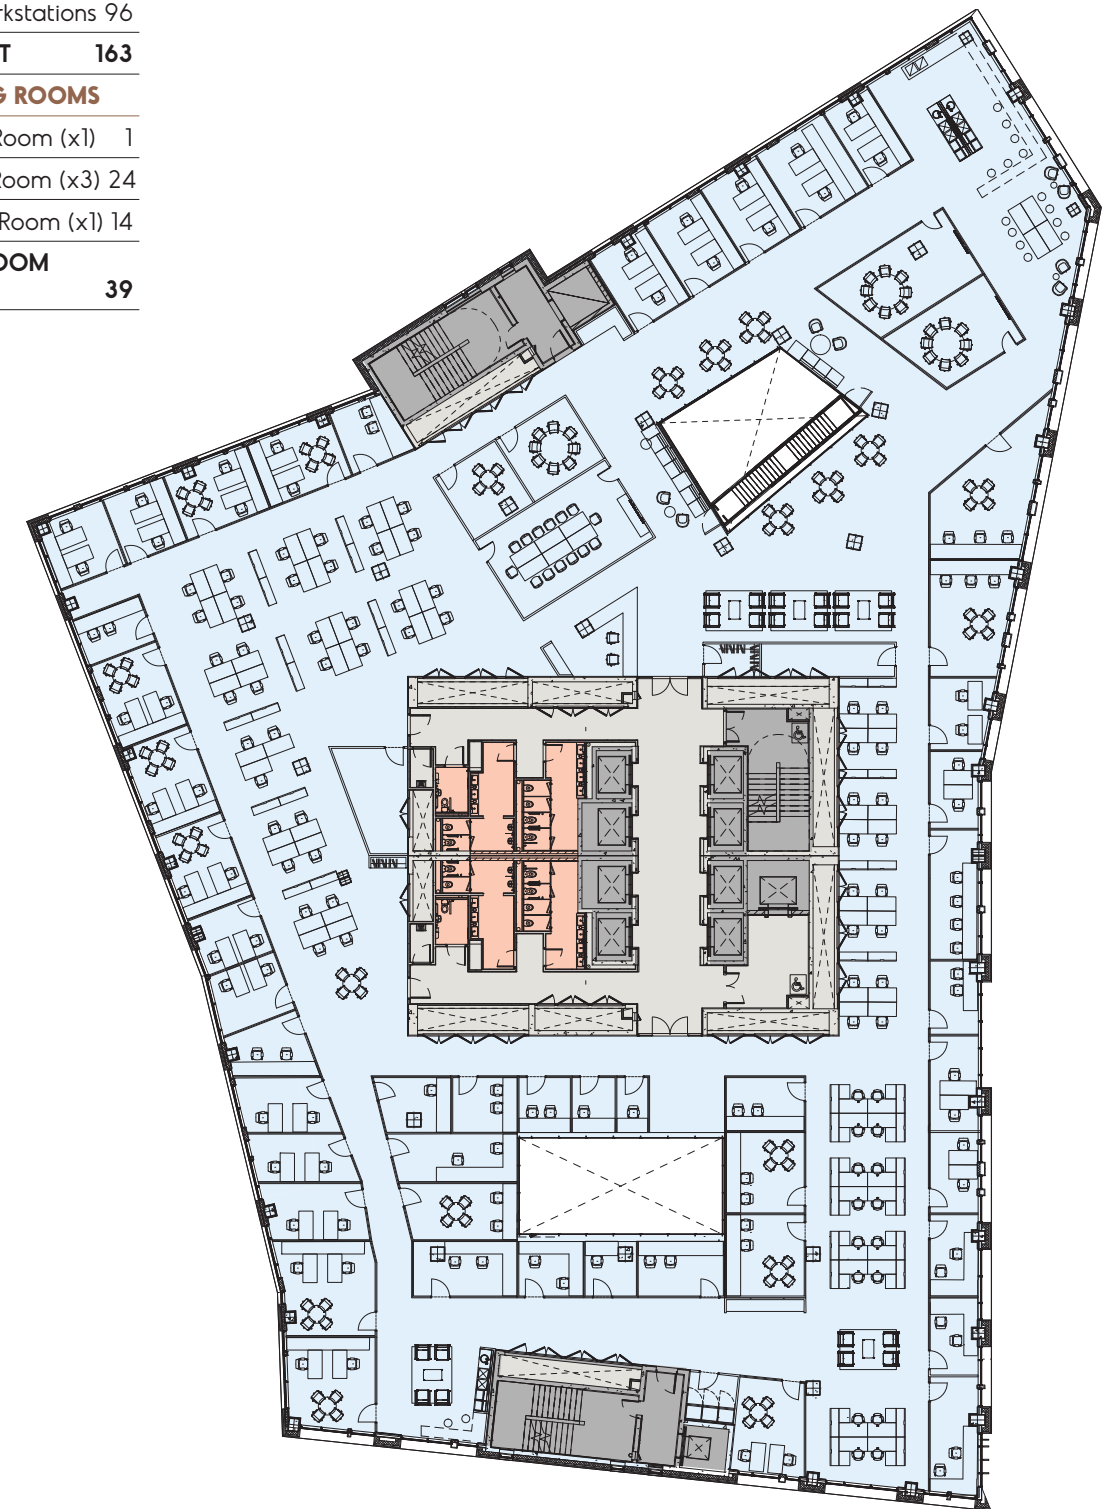 rkstations 96
T 163
G ROOMS
Room (x1) 1
Room (x3) 24
Room (x1) 14
OOM
39